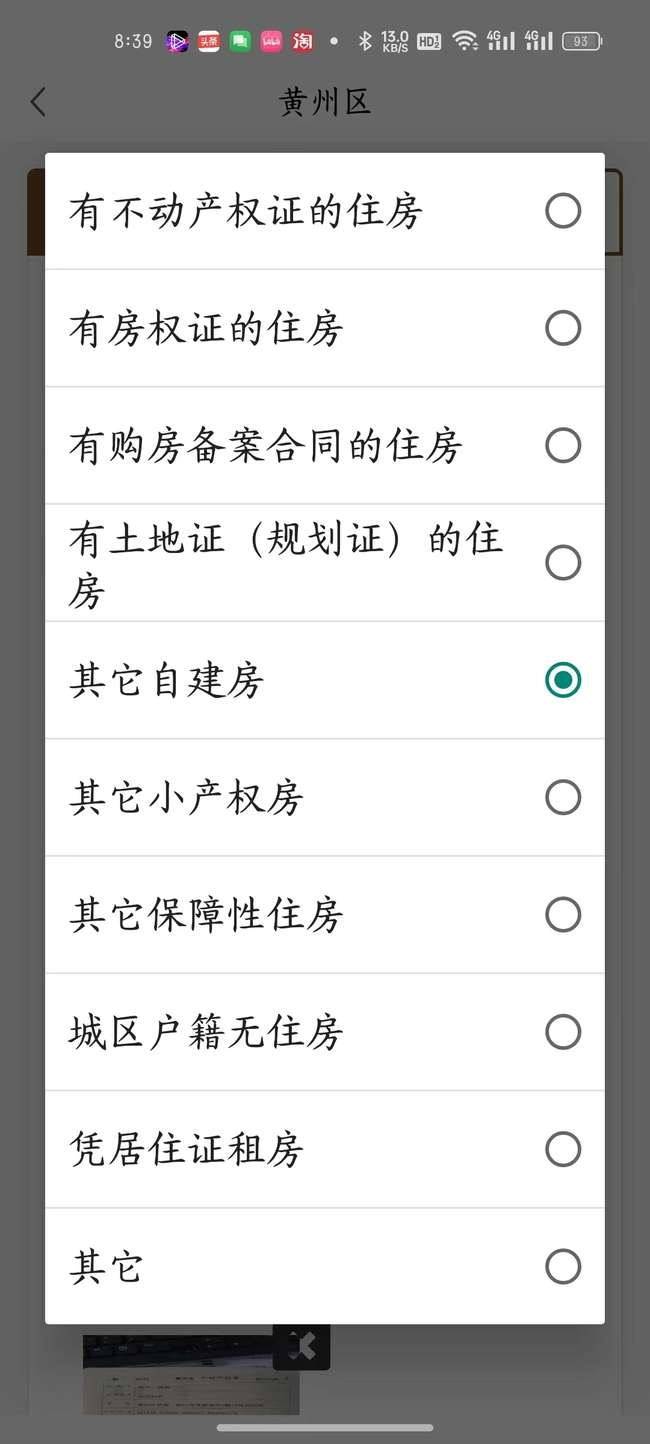 8:39
头条
淘
13.0
KB/S
HD2
4G
4G
93
黄州区
有不动产权证的住房
有房权证的住房
有购房备案合同的住房
有土地证（规划证）的住
房
其它自建房
其它小产权房
其它保障性住房
城区户籍无住房
凭居住证租房
其它